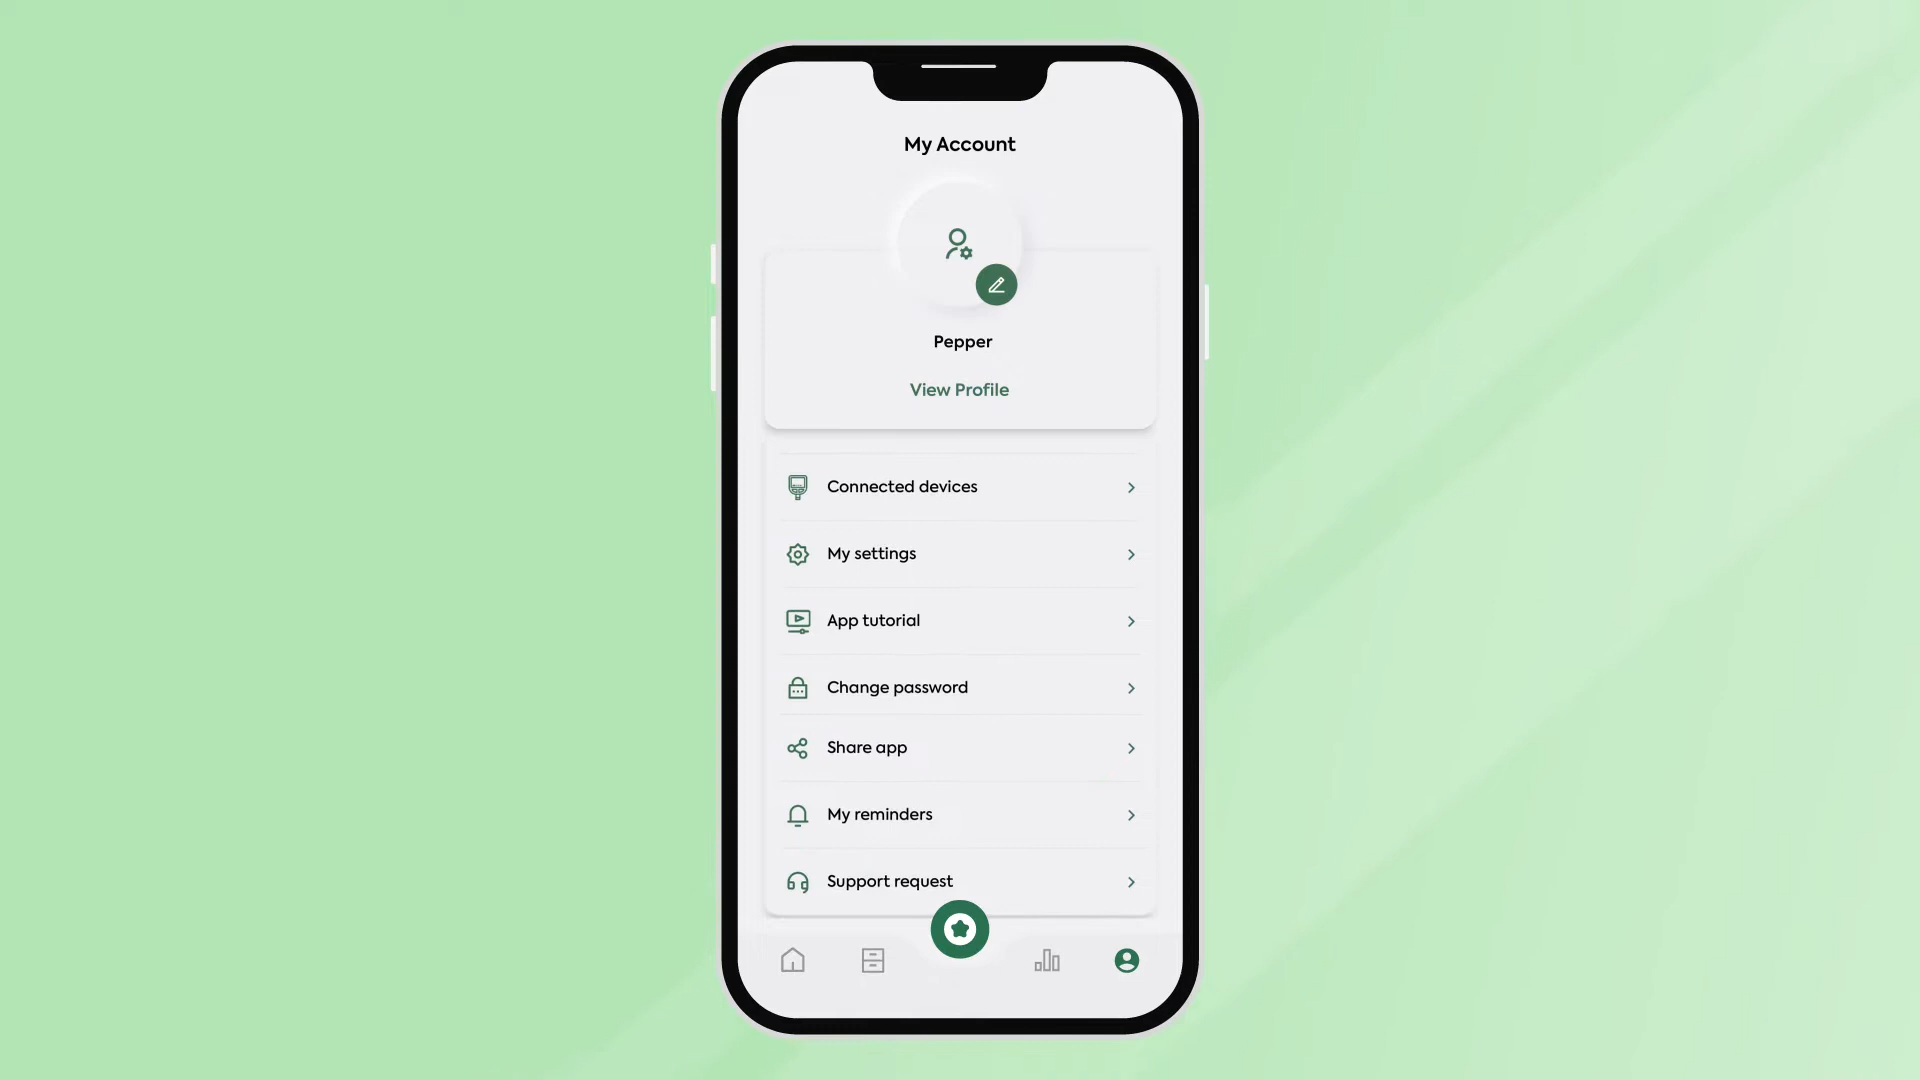 My Account
Pepper
View Profile
Connected devices
My settings
App tutorial
Change password
Share app
My reminders
Support request